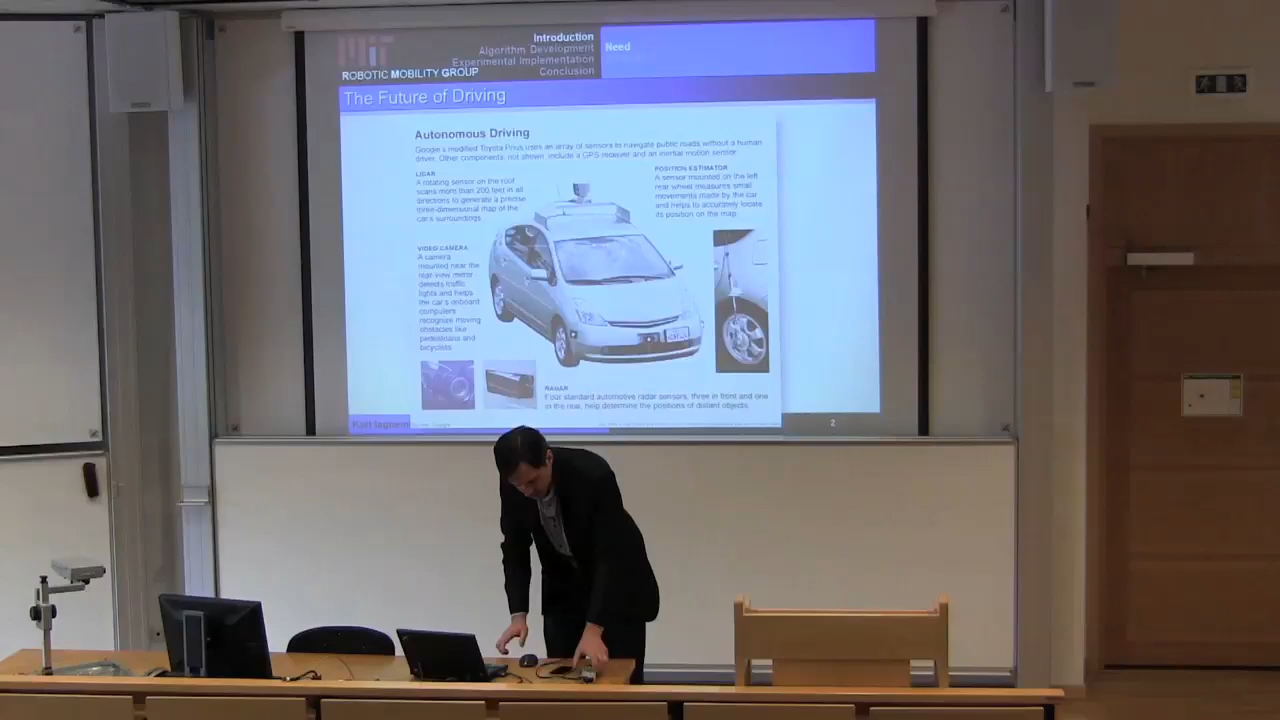 MIT
ROBOTIC MOBILITY GROUP
Introduction
Algorithm Development
Experimental Implementation
Conclusion
Need
The Future of Driving
Autonomous Driving
Google's modified Toyota Prius uses an array of sensors to navigate public roads without a human
driver. Other components, not shown, include a GPS receiver and an inertial motion sensor.
LIDAR
A rotating sensor on the roof
scans more than 200 feet in all
directions to generate a precise
three-dimensional map of the
car's surroundings.
POSITION ESTIMATOR
A sensor mounted on the left
rear wheel measures small
movements made by the car
and helps to accurately locate
its position on the map.
VIDEO CAMERA
A camera
mounted near the
rear-view mirror
detects traffic
lights and helps
the car's onboard
computers
recognize moving
obstacles like
pedestrians and
bicyclists.
RADAR
Four standard automotive radar sensors, three in front and one
in the rear, help determine the positions of distant objects.
Karl Iagnem
2